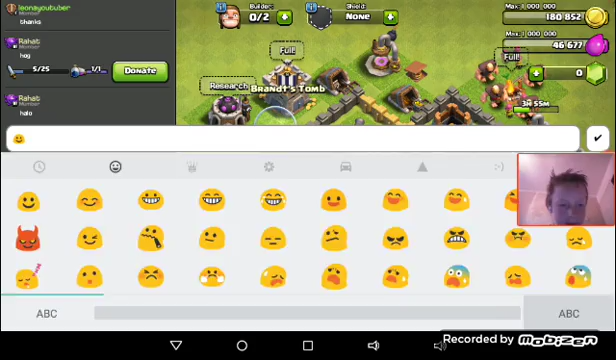 leonayoutuber
Member
thanks
Rahat
Member
hog
5/25
1/1
Donate
Rahat
Member
halo
Builder:
0/2
Shield:
None
Max: 1 000 000
180 852
Max: 1 000 000
46 677
0
Full!
Full!
Research
Brandt's Tomb
3H 55M
:-)
ABC
ABC
Recorded by mobizen